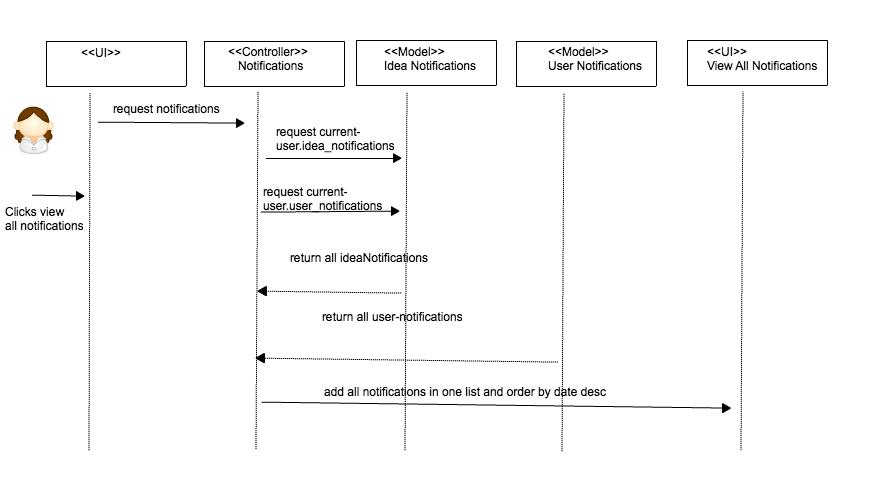 <<UI>>
<<Controller>>
Notifications
<<Model>>
Idea Notifications
<<Model>>
User Notifications
<<UI>>
View All Notifications
request notifications
request current-
user.idea_notifications
request current-
user.user_notifications
Clicks view
all notifications
return all ideaNotifications
return all user-notifications
add all notifications in one list and order by date desc